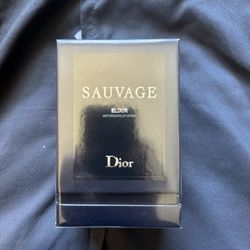 SAUVAGE
ELIXIR
VAPORISATEUR SPRAY
Dior